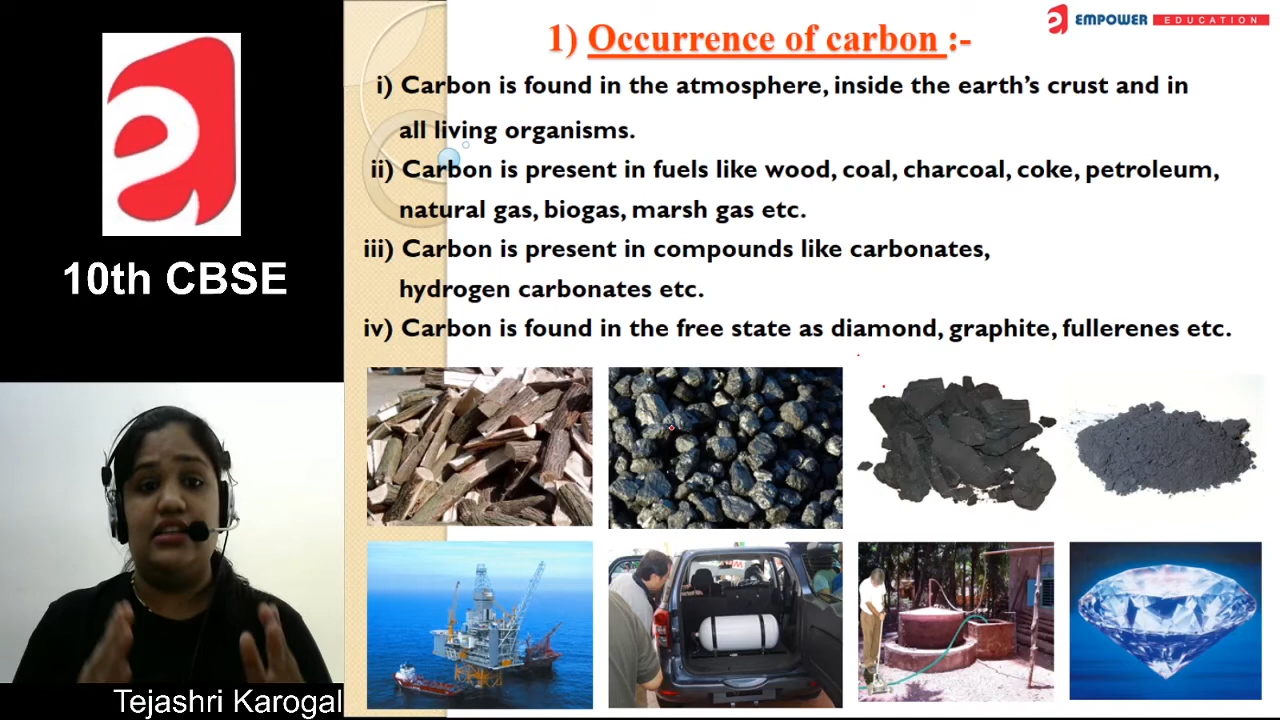 EMPOWER EDUCATION
1) Occurrence of carbon :-
i) Carbon is found in the atmosphere, inside the earth’s crust and in
all living organisms.
ii) Carbon is present in fuels like wood, coal, charcoal, coke, petroleum,
natural gas, biogas, marsh gas etc.
iii) Carbon is present in compounds like carbonates,
hydrogen carbonates etc.
iv) Carbon is found in the free state as diamond, graphite, fullerenes etc.
10th CBSE
Tejashri Karogal